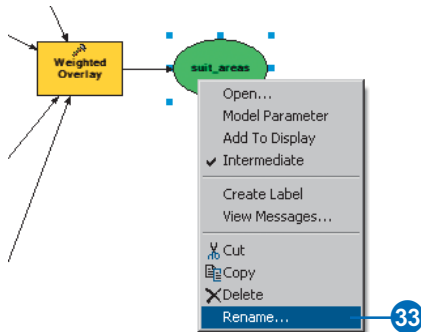 Weighted
Overlay
suit_areas
Open...
Model Parameter
Add To Display
Intermediate
Create Label
View Messages...
Cut
Copy
Delete
Rename...
33